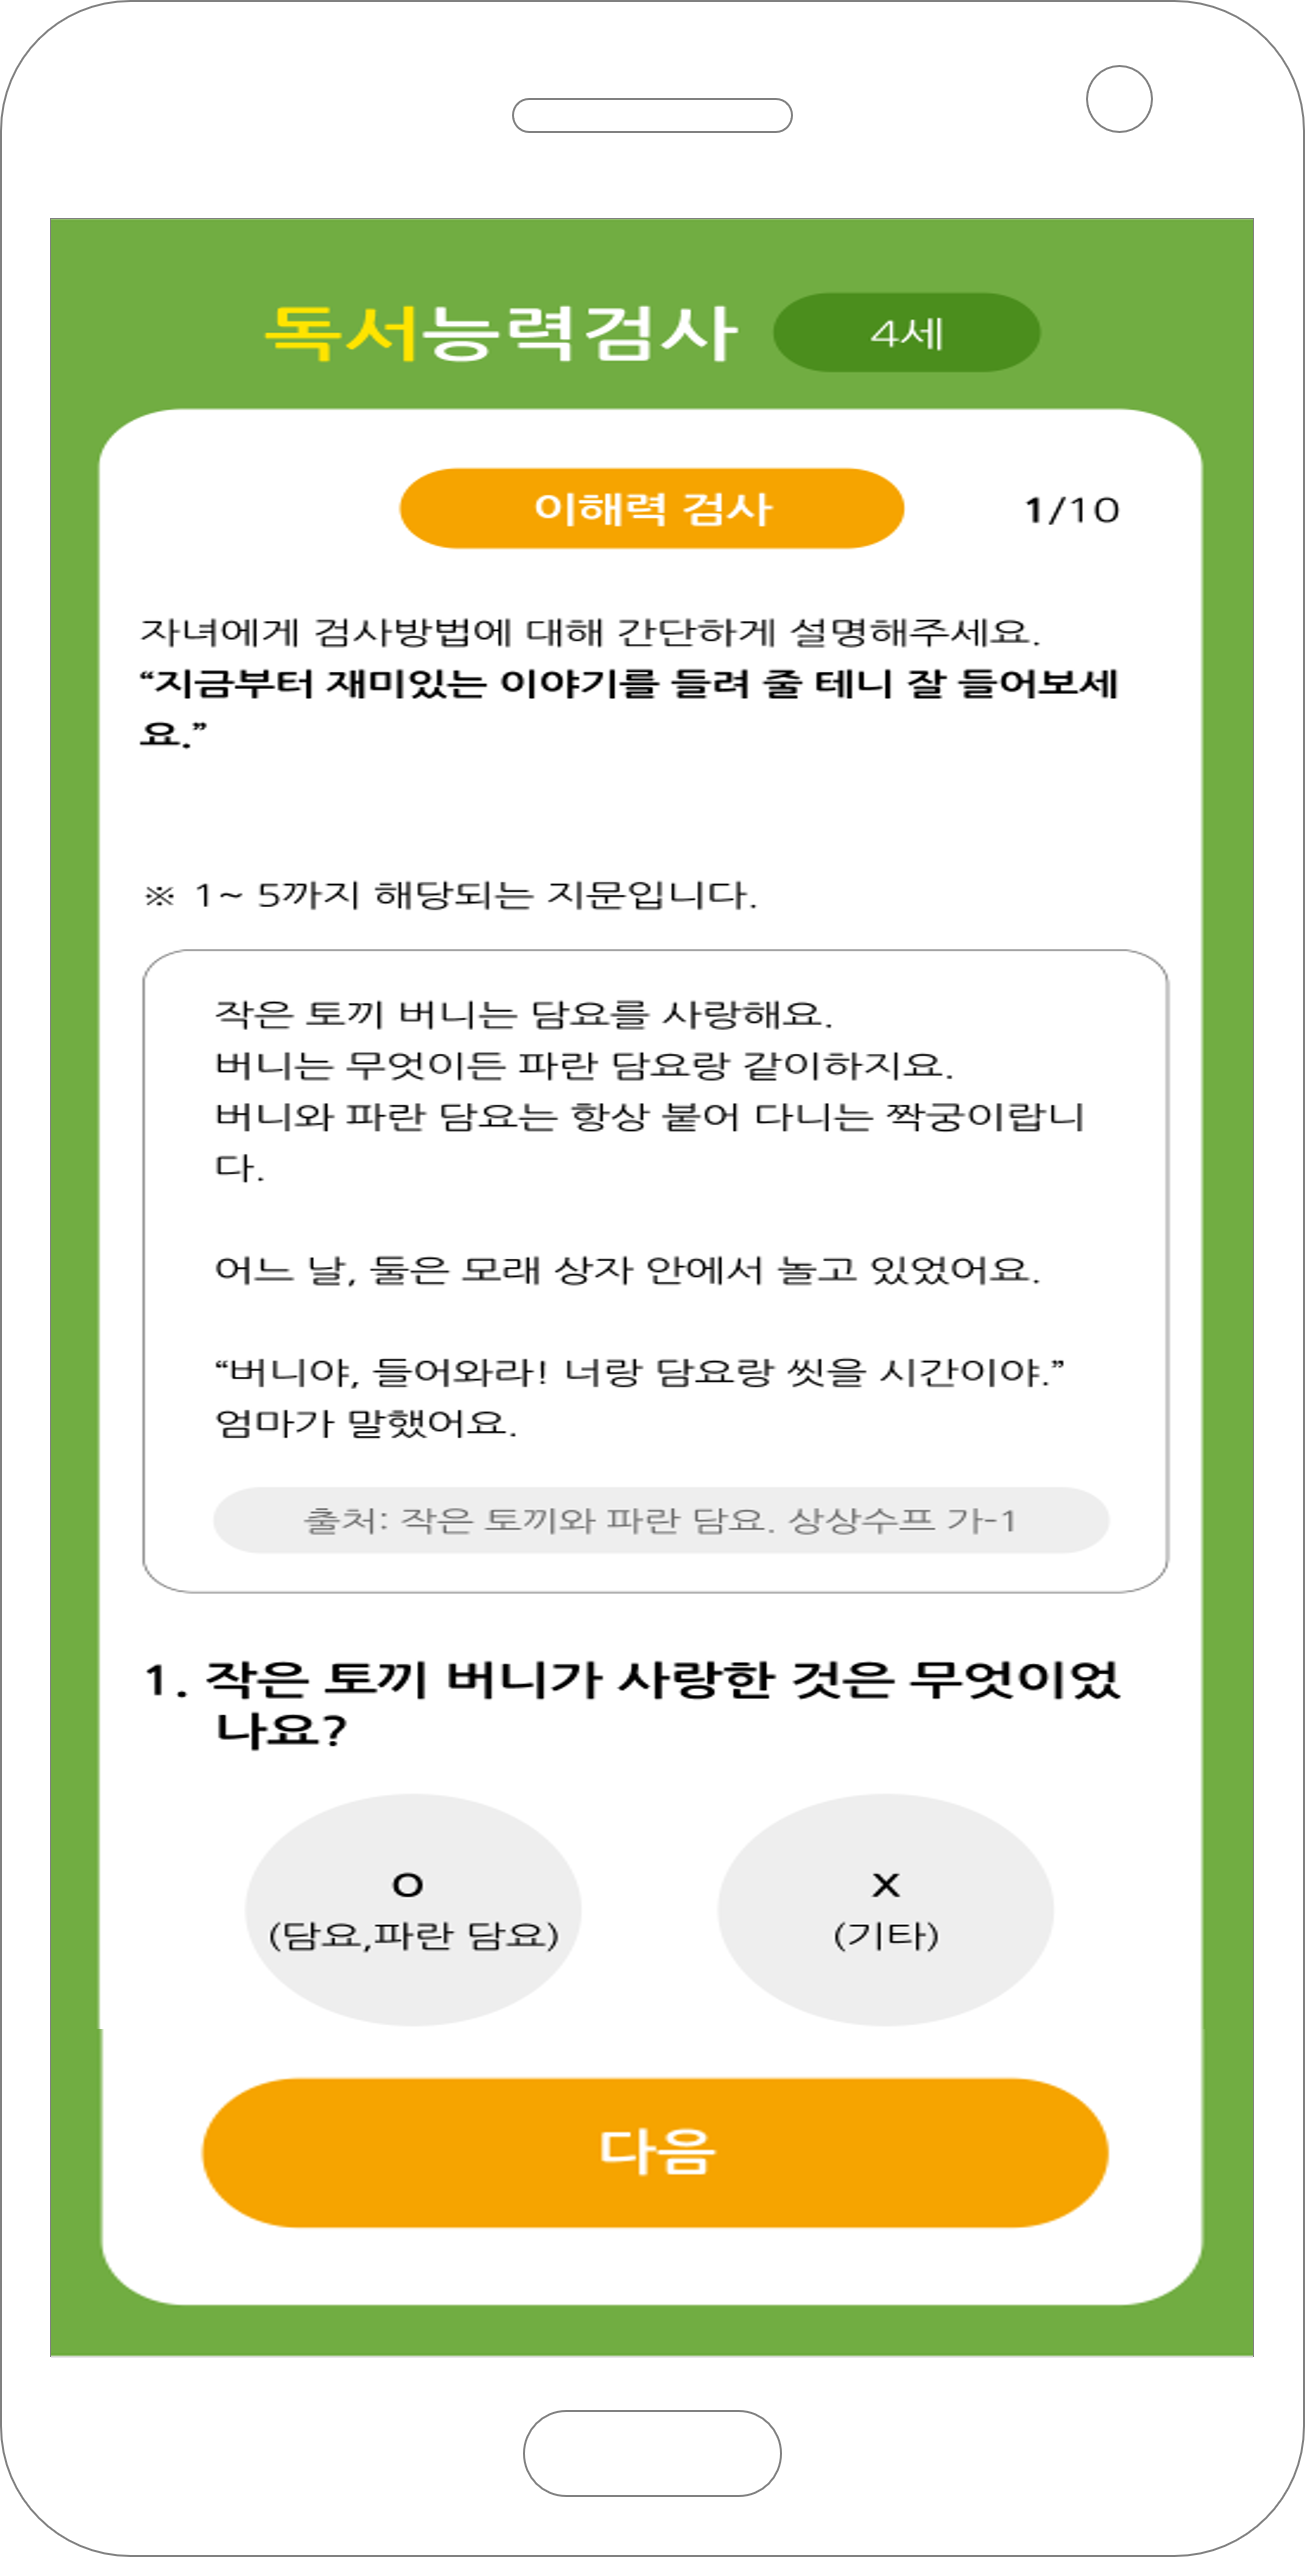 독서능력검사 4세
이해력 검사 1/10
자녀에게 검사방법에 대해 간단하게 설명해주세요.
“지금부터 재미있는 이야기를 들려 줄 테니 잘 들어보세
요.”
※ 1~ 5까지 해당되는 지문입니다.
작은 토끼 버니는 담요를 사랑해요.
버니는 무엇이든 파란 담요랑 같이하지요.
버니와 파란 담요는 항상 붙어 다니는 짝궁이랍니
다.
어느 날, 둘은 모래 상자 안에서 놀고 있었어요.
“버니야, 들어와라! 너랑 담요랑 씻을 시간이야.”
엄마가 말했어요.
출처: 작은 토끼와 파란 담요. 상상수프 가-1
1. 작은 토끼 버니가 사랑한 것은 무엇이었
나요?
o x
(담요,파란 담요) (기타)
다음